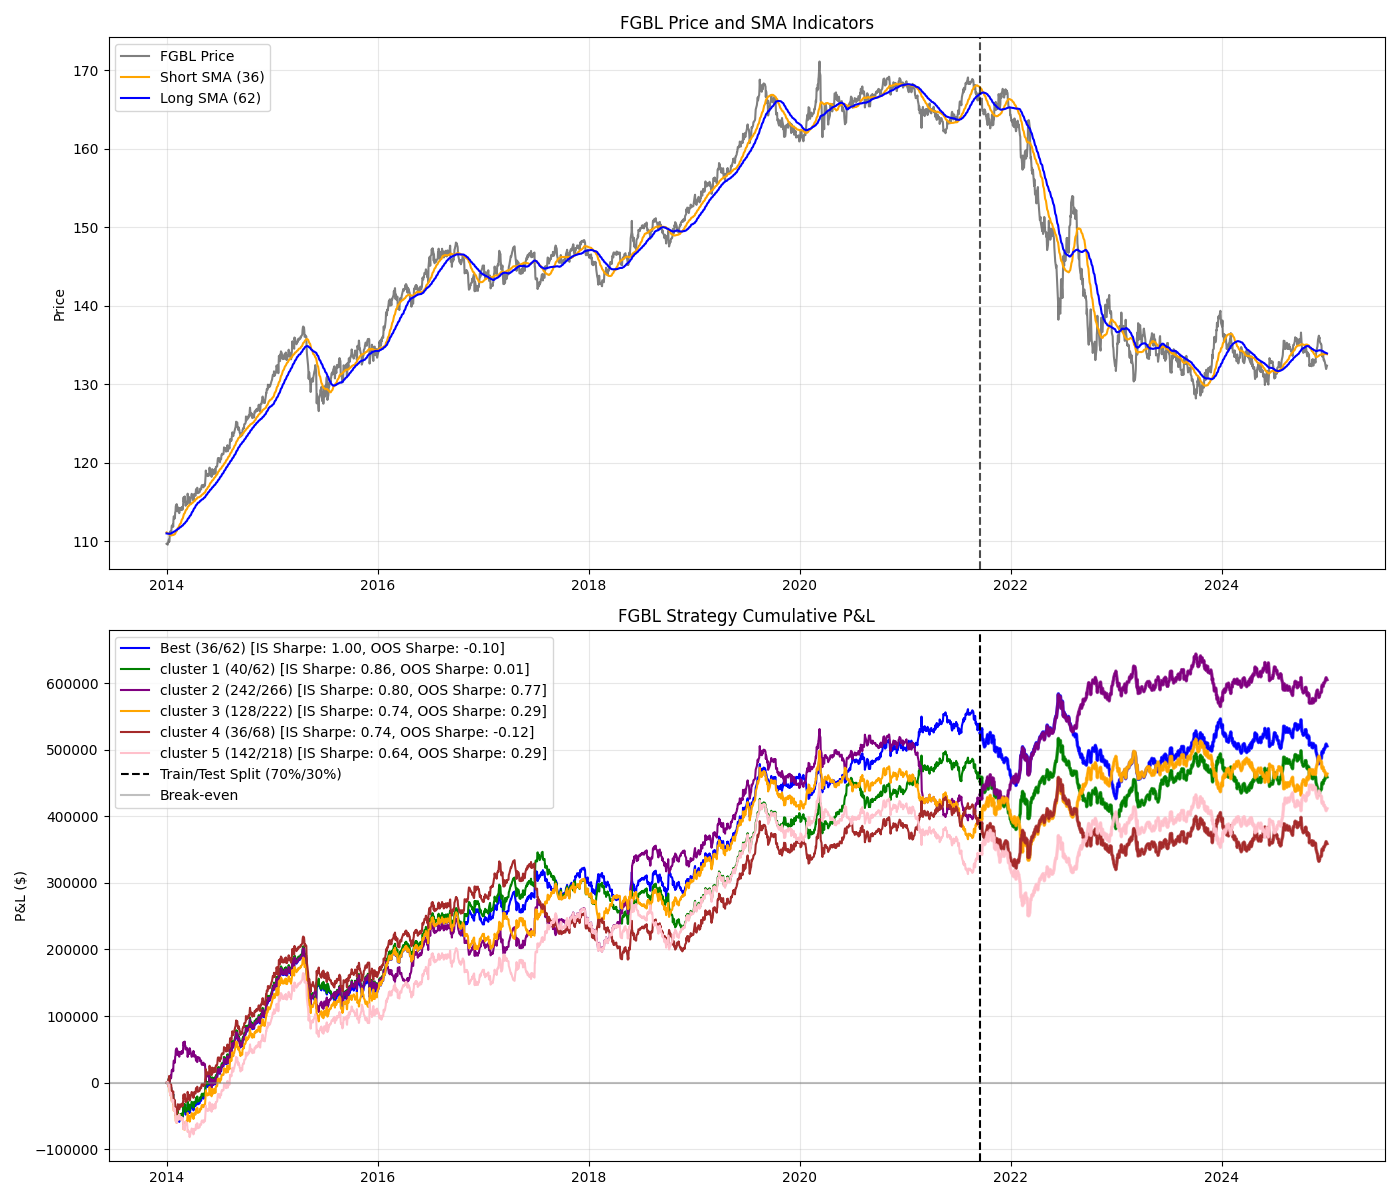 FGBL Price and SMA Indicators
FGBL Price
Short SMA (36)
Long SMA (62)
Price
170
160
150
140
130
120
110
2014
2016
2018
2020
2022
2024
FGBL Strategy Cumulative P&L
Best (36/62) [IS Sharpe: 1.00, OOS Sharpe: -0.10]
cluster 1 (40/62) [IS Sharpe: 0.86, OOS Sharpe: 0.01]
cluster 2 (242/266) [IS Sharpe: 0.80, OOS Sharpe: 0.77]
cluster 3 (128/222) [IS Sharpe: 0.74, OOS Sharpe: 0.29]
cluster 4 (36/68) [IS Sharpe: 0.74, OOS Sharpe: -0.12]
cluster 5 (142/218) [IS Sharpe: 0.64, OOS Sharpe: 0.29]
Train/Test Split (70%/30%)
Break-even
P&L ($)
600000
500000
400000
300000
200000
100000
0
−100000
2014
2016
2018
2020
2022
2024